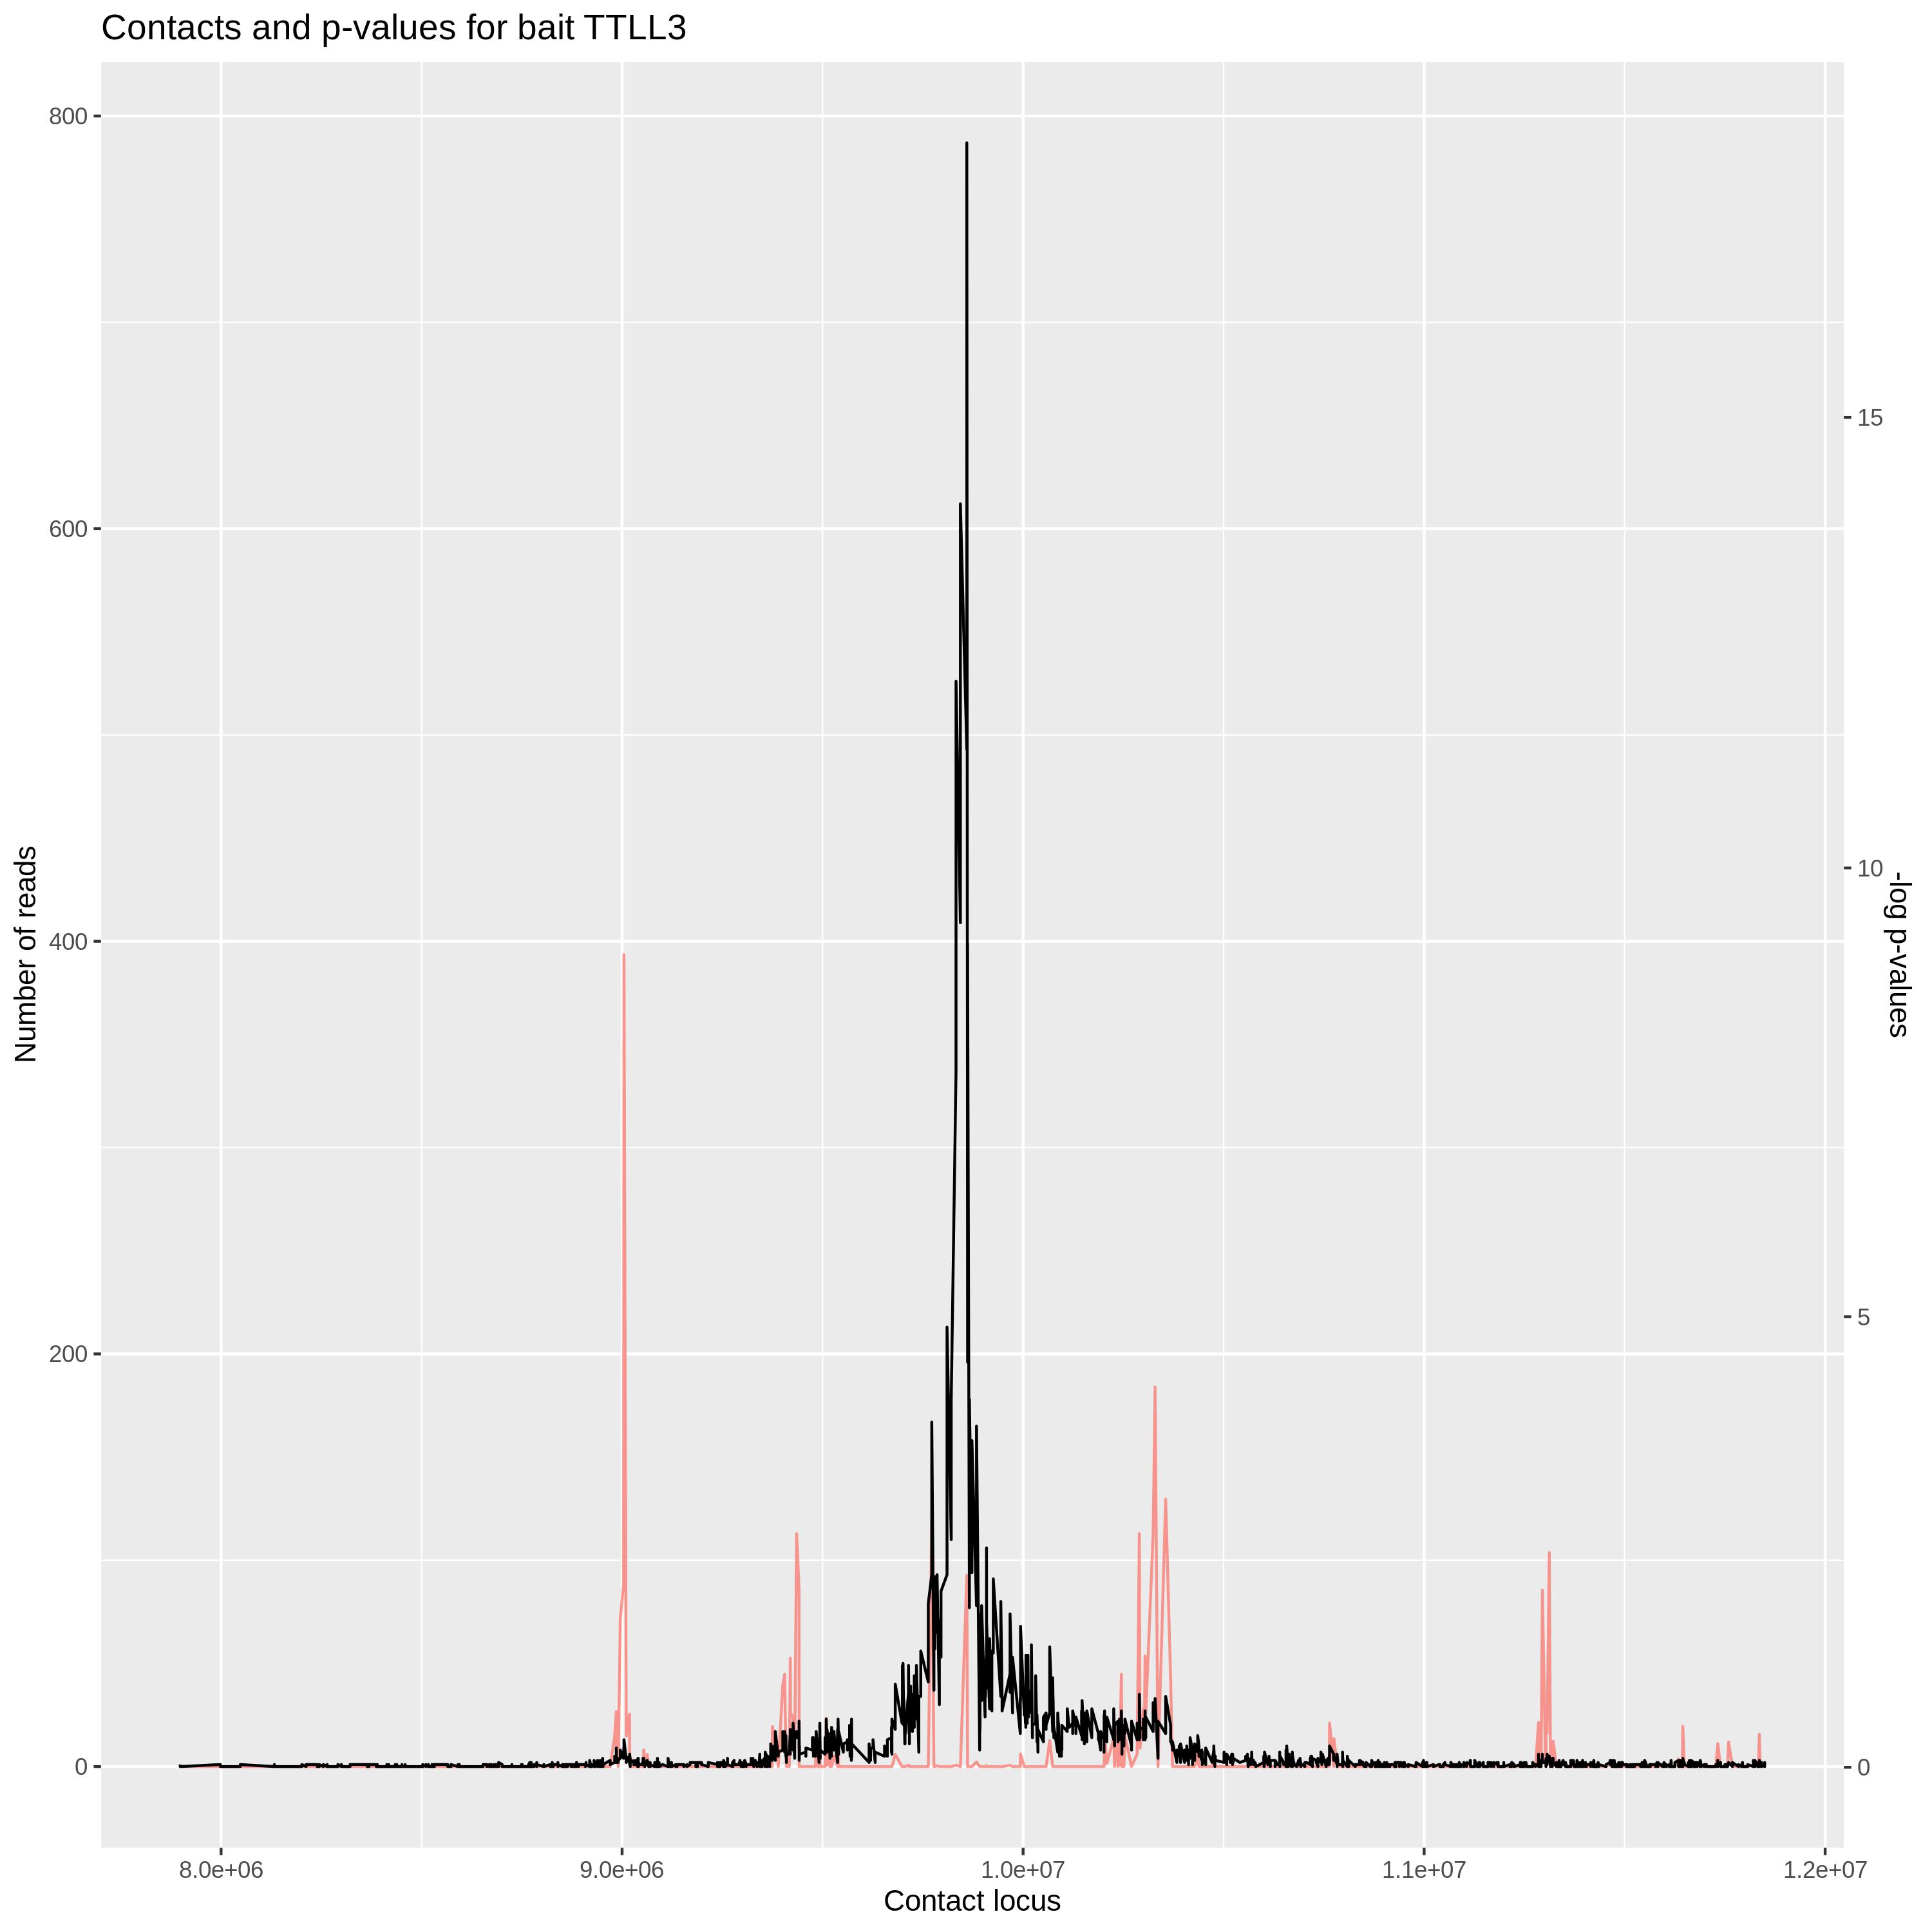 Contacts and p-values for bait TTLL3
800
600
400
200
0
Number of reads
15
10
5
0
-log p-values
8.0e+06 9.0e+06 1.0e+07 1.1e+07 1.2e+07
Contact locus